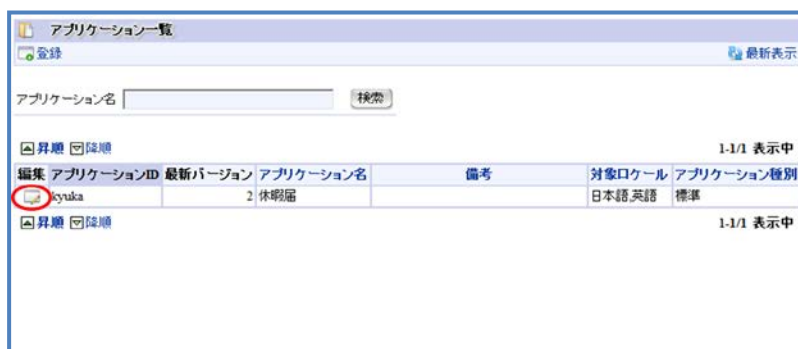 アプリケーション一覧
登録 最新表示
アプリケーション名 検索
昇順 降順 1-1/1 表示中
編集 アプリケーションID 最新バージョン アプリケーション名 備考 対象ロケール アプリケーション種別
kyuka 2 休暇届 日本語,英語 標準
昇順 降順 1-1/1 表示中